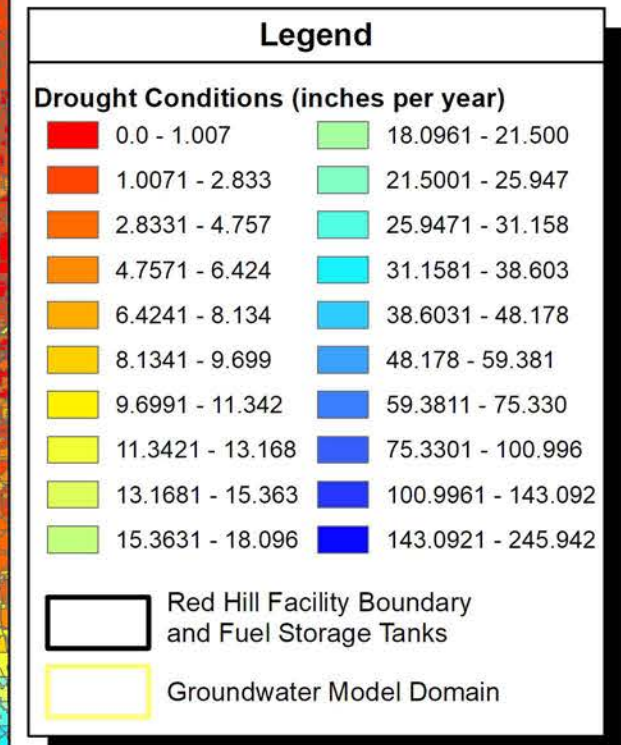 Legend
Drought Conditions (inches per year)
0.0 - 1.007
1.0071 - 2.833
2.8331 - 4.757
4.7571 - 6.424
6.4241 - 8.134
8.1341 - 9.699
9.6991 - 11.342
11.3421 - 13.168
13.1681 - 15.363
15.3631 - 18.096
18.0961 - 21.500
21.5001 - 25.947
25.9471 - 31.158
31.1581 - 38.603
38.6031 - 48.178
48.178 - 59.381
59.3811 - 75.330
75.3301 - 100.996
100.9961 - 143.092
143.0921 - 245.942
Red Hill Facility Boundary
and Fuel Storage Tanks
Groundwater Model Domain